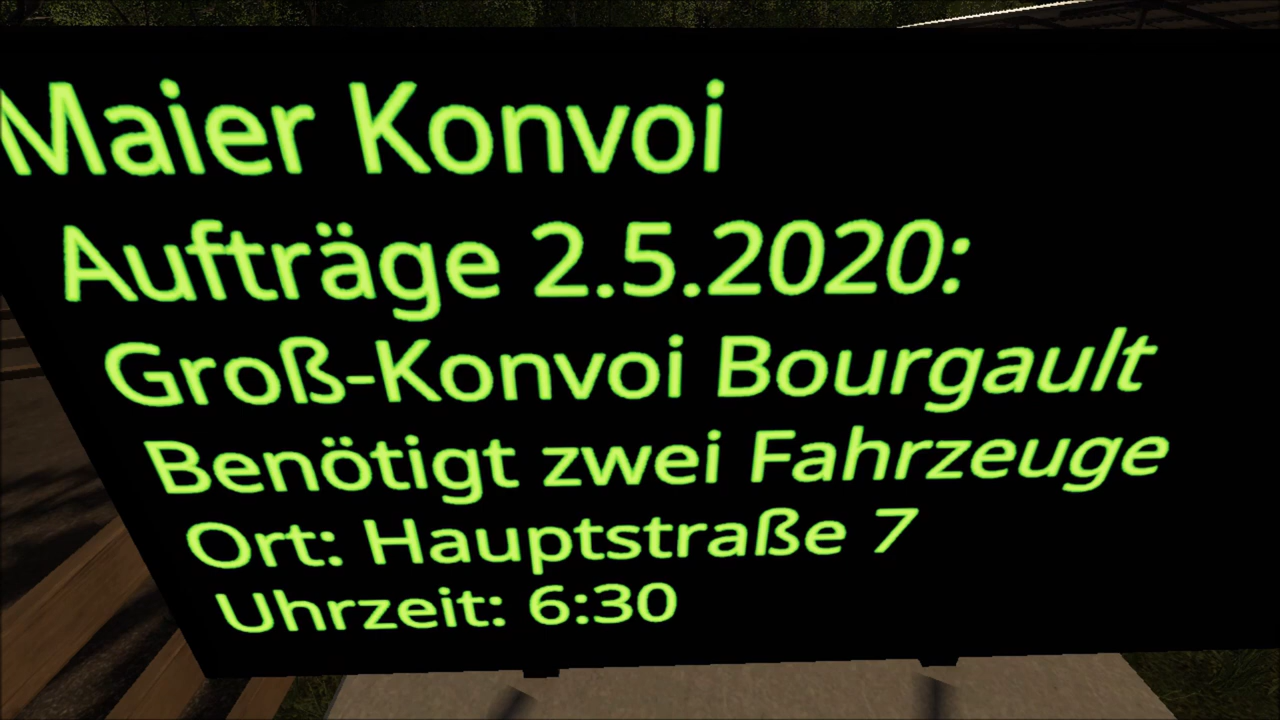 Maier Konvoi
Aufträge 2.5.2020:
Groß-Konvoi Bourgault
Benötigt zwei Fahrzeuge
Ort: Hauptstraße 7
Uhrzeit: 6:30